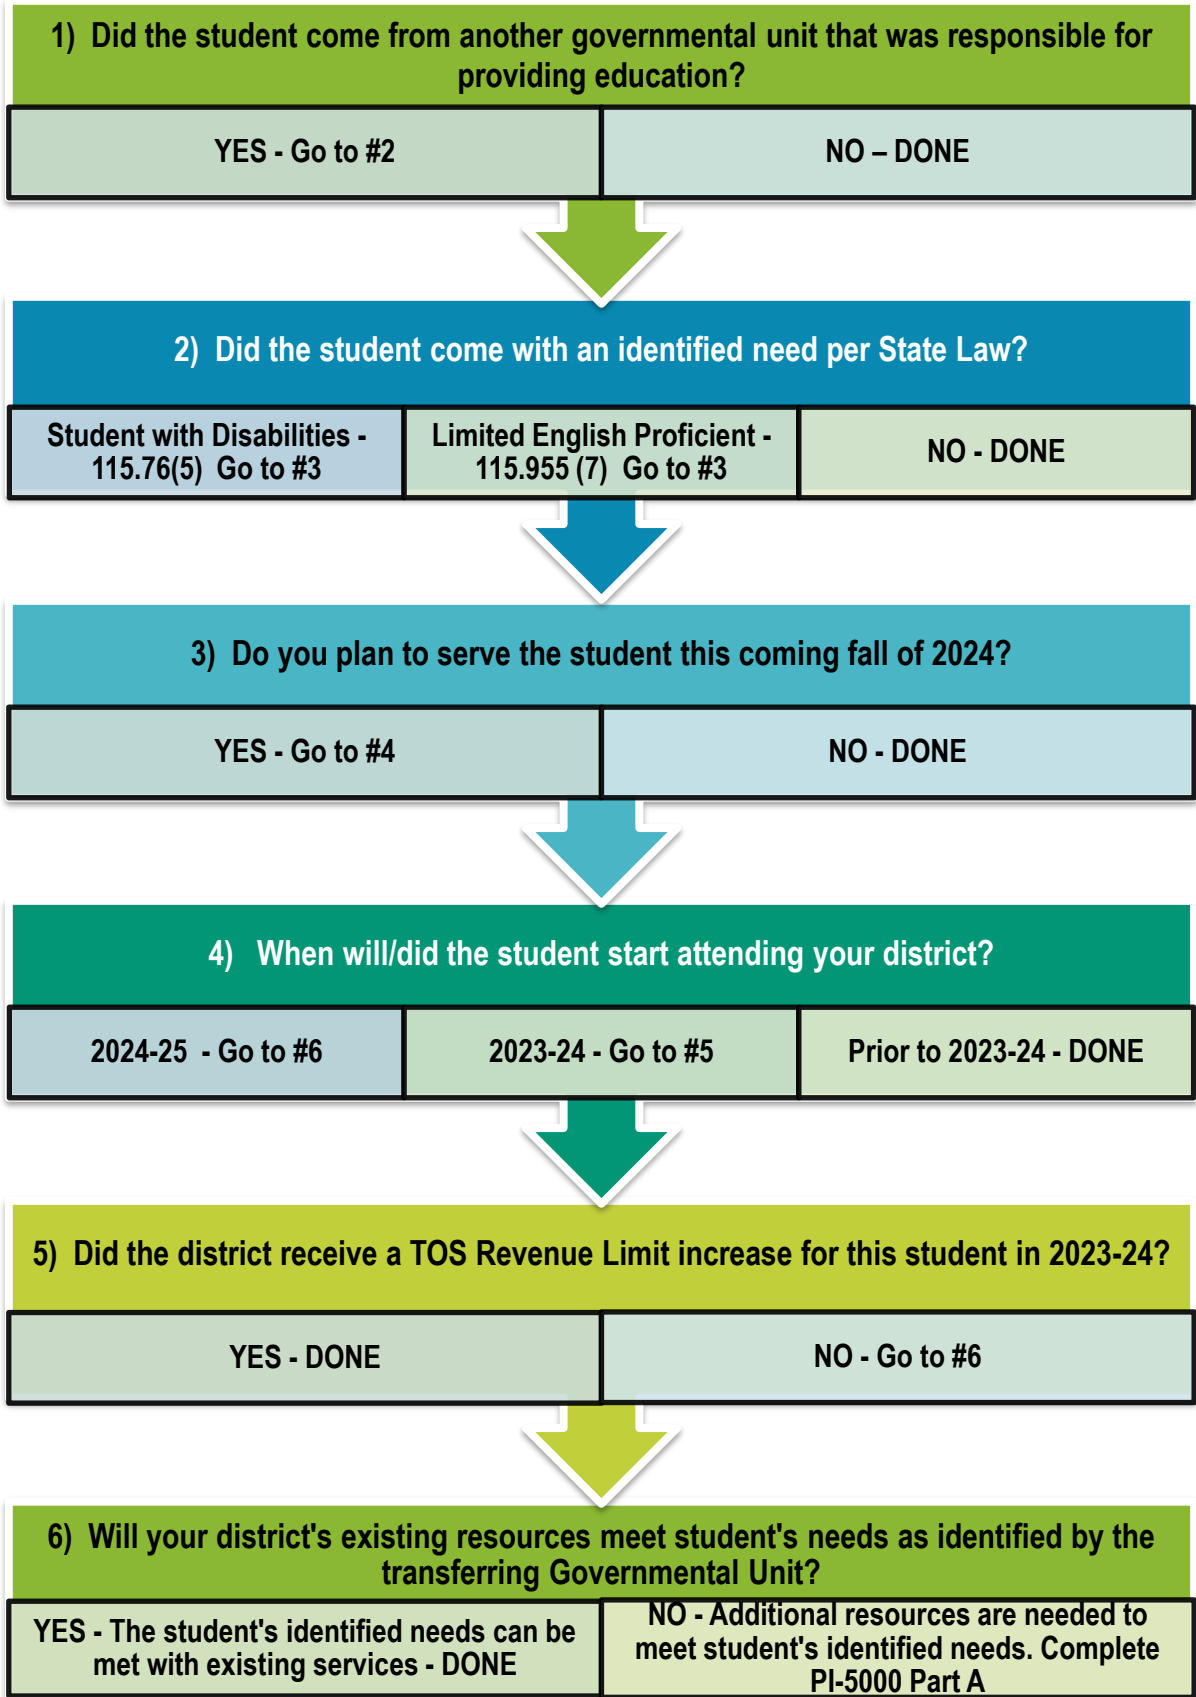 1) Did the student come from another governmental unit that was responsible for
providing education?
YES - Go to #2
NO – DONE
2) Did the student come with an identified need per State Law?
Student with Disabilities -
115.76(5) Go to #3
Limited English Proficient -
115.955 (7) Go to #3
NO - DONE
3) Do you plan to serve the student this coming fall of 2024?
YES - Go to #4
NO - DONE
4) When will/did the student start attending your district?
2024-25 - Go to #6
2023-24 - Go to #5
Prior to 2023-24 - DONE
5) Did the district receive a TOS Revenue Limit increase for this student in 2023-24?
YES - DONE
NO - Go to #6
6) Will your district's existing resources meet student's needs as identified by the
transferring Governmental Unit?
YES - The student's identified needs can be
met with existing services - DONE
NO - Additional resources are needed to
meet student's identified needs. Complete
PI-5000 Part A